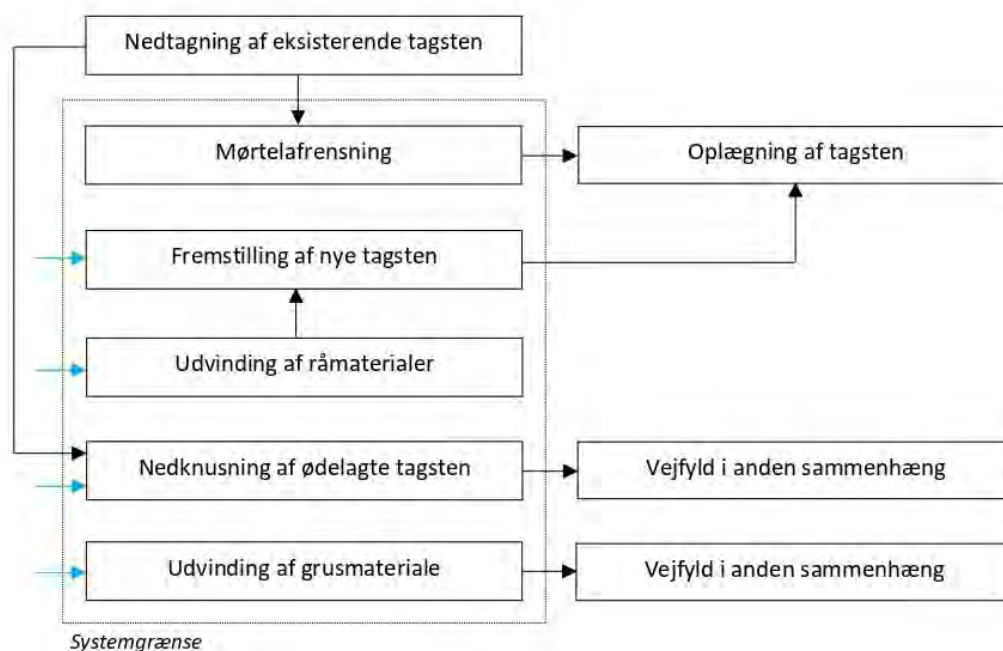 Nedtagning af eksisterende tagsten
Mørtelafrensning
Oplægning af tagsten
Fremstilling af nye tagsten
Udvinding af råmaterialer
Nedknusning af ødelagte tagsten
Vejfyld i anden sammenhæng
Udvinding af grusmateriale
Vejfyld i anden sammenhæng
Systemgrænse